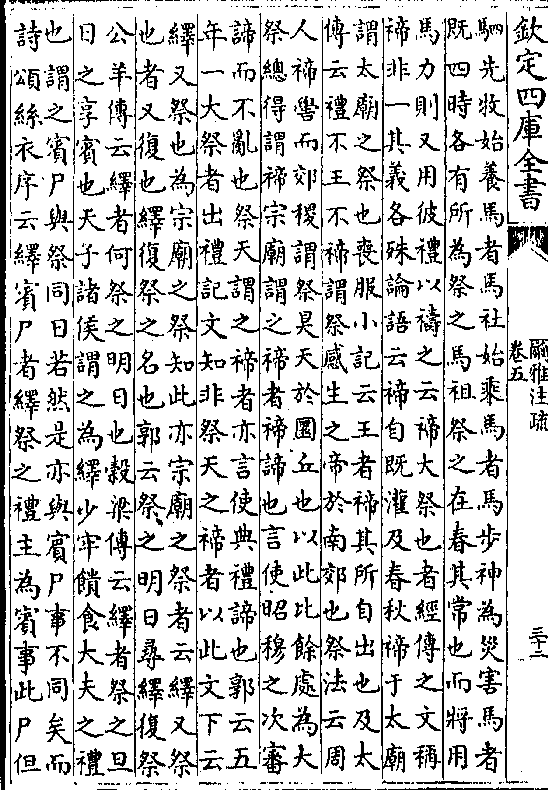 欽定四庫全書
爾雅注疏
卷五
三十二
駟先牧始養馬者馬社始乘馬者馬步神為災害馬者
既四時各有所為祭之馬祖祭之在春其常也而將用
馬力則又用彼禮以禱之云禘大祭也者經傳之文稱
禘非一其義各殊論語云禘自既灌及春秋禘于太廟
謂太廟之祭也喪服小記云王者禘其所自出也及太
傳云禮不王不禘謂祭感生之帝於南郊也祭法云周
人禘嚳而郊稷謂祭昊天於圜丘也以此比餘處為大
祭總得謂禘宗廟謂之禘者禘諦也言使昭穆之次審
諦而不亂也祭天謂之禘者亦言使典禮諦也郭云五
年一大祭者出禮記文知非祭天之禘者以此文下云
繹又祭也為宗廟之祭知此亦宗廟之祭者云繹又祭
也者又復也繹復祭之名也郭云祭之明日尋繹復祭
公羊傳云繹者何祭之明日也穀梁傳云繹者祭之旦
日之享賓也天子諸侯謂之為繹少牢饋食大夫之禮
也謂之賓尸與祭同日若然是亦與賓尸事不同矣而
詩頌絲衣序云繹賓尸者繹祭之禮主為賓事此尸但